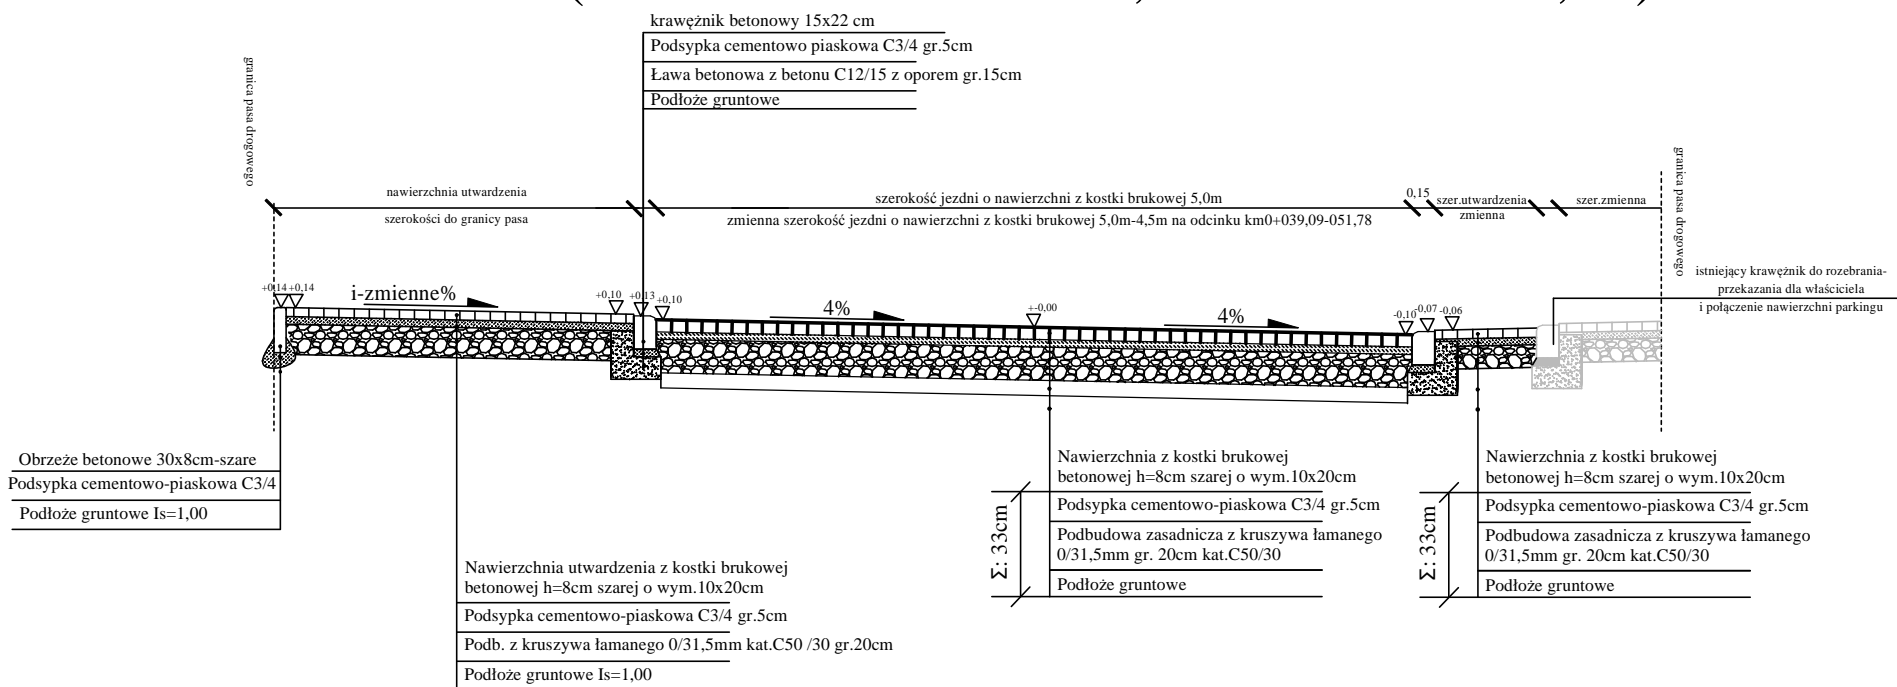 krawężnik betonowy 15x22 cm
Podsypka cementowo piaskowa C3/4 gr.5cm
Ława betonowa z betonu C12/15 z oporem gr.15cm
Podłoże gruntowe
granica pasa drogowego
granica pasa drogowego
nawierzchnia utwardzenia
szerokości do granicy pasa
szerokość jezdni o nawierzchni z kostki brukowej 5,0m
zmienna szerokość jezdni o nawierzchni z kostki brukowej 5,0m-4,5m na odcinku km0+039,09-051,78
0,15
szer.utwardzenia
zmienna
szer.zmienna
istniejący krawężnik do rozebrania-
przekazania dla właściciela
i połączenie nawierzchni parkingu
+0,14
+0,14
i-zmienne%
+0,10
+0,13
+0,10
4%
+-0,00
4%
-0,10
-0,07
-0,06
Obrzeże betonowe 30x8cm-szare
Podsypka cementowo-piaskowa C3/4
Podłoże gruntowe Is=1,00
Nawierzchnia utwardzenia z kostki brukowej
betonowej h=8cm szarej o wym.10x20cm
Podsypka cementowo-piaskowa C3/4 gr.5cm
Podb. z kruszywa łamanego 0/31,5mm kat.C50 /30 gr.20cm
Podłoże gruntowe Is=1,00
Σ: 33cm
Nawierzchnia z kostki brukowej
betonowej h=8cm szarej o wym.10x20cm
Podsypka cementowo-piaskowa C3/4 gr.5cm
Podbudowa zasadnicza z kruszywa łamanego
0/31,5mm gr. 20cm kat.C50/30
Podłoże gruntowe
Σ: 33cm
Nawierzchnia z kostki brukowej
betonowej h=8cm szarej o wym.10x20cm
Podsypka cementowo-piaskowa C3/4 gr.5cm
Podbudowa zasadnicza z kruszywa łamanego
0/31,5mm gr. 20cm kat.C50/30
Podłoże gruntowe